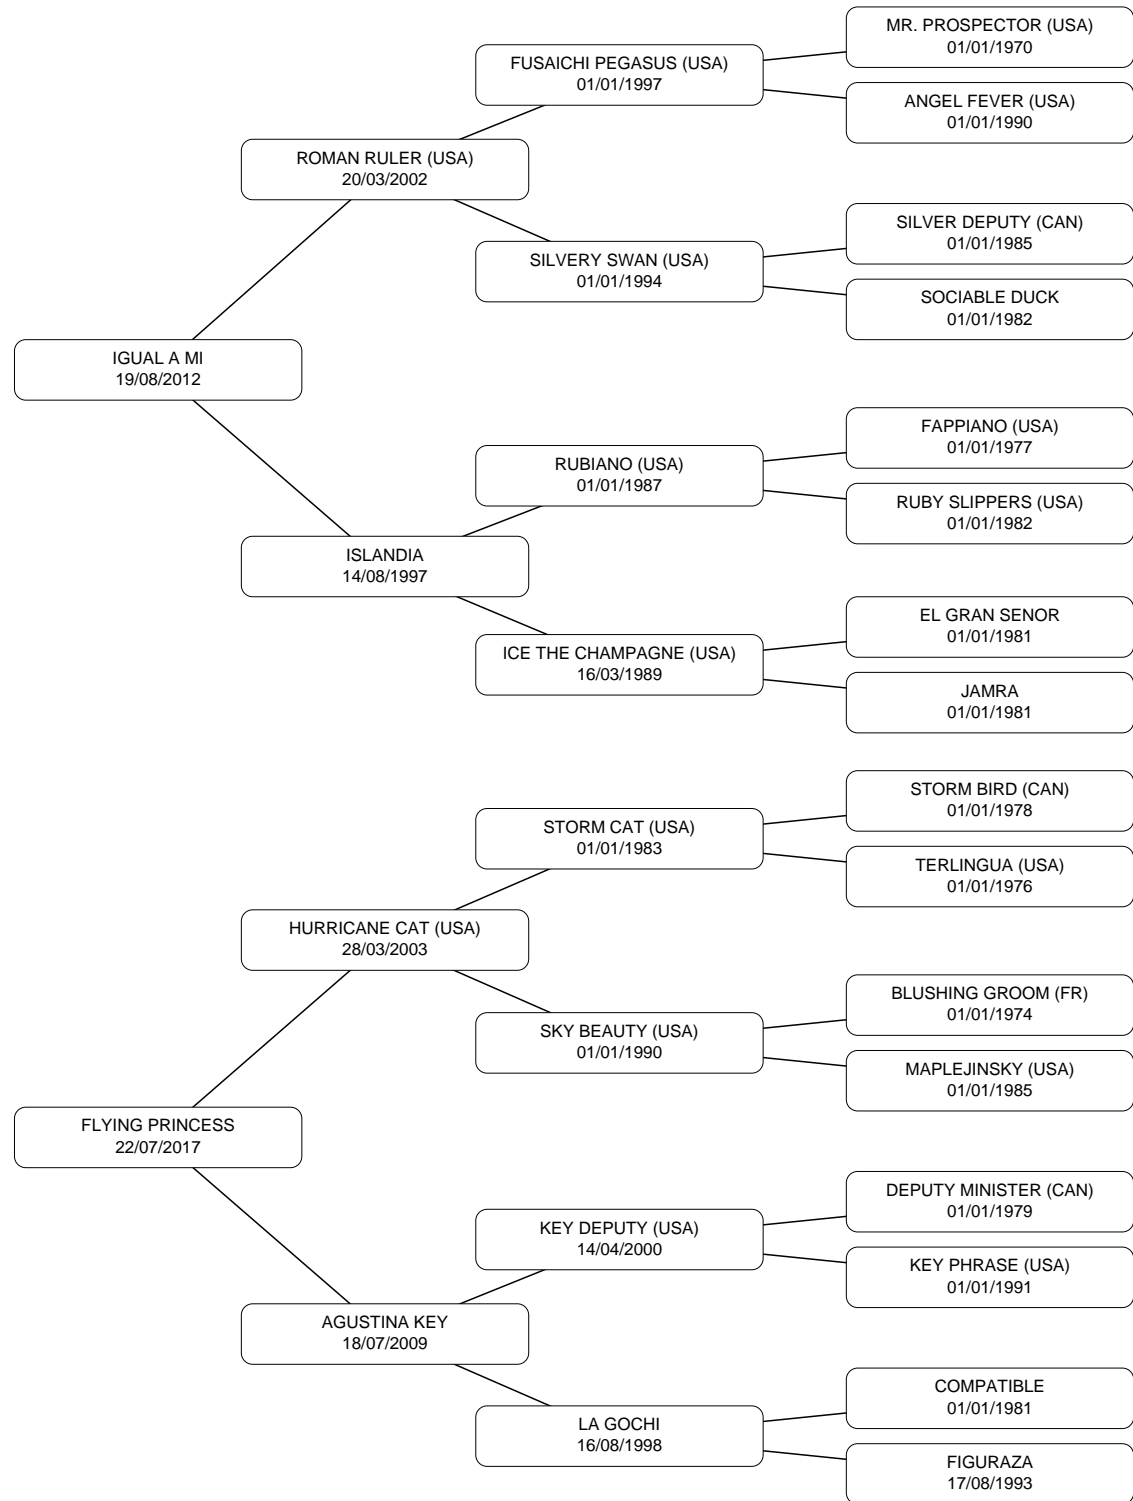 MR. PROSPECTOR (USA)
01/01/1970
FUSAICHI PEGASUS (USA)
01/01/1997
ANGEL FEVER (USA)
01/01/1990
ROMAN RULER (USA)
20/03/2002
SILVER DEPUTY (CAN)
01/01/1985
SILVERY SWAN (USA)
01/01/1994
SOCIABLE DUCK
01/01/1982
IGUAL A MI
19/08/2012
FAPPIANO (USA)
01/01/1977
RUBIANO (USA)
01/01/1987
RUBY SLIPPERS (USA)
01/01/1982
ISLANDIA
14/08/1997
EL GRAN SENOR
01/01/1981
ICE THE CHAMPAGNE (USA)
16/03/1989
JAMRA
01/01/1981
STORM BIRD (CAN)
01/01/1978
STORM CAT (USA)
01/01/1983
TERLINGUA (USA)
01/01/1976
HURRICANE CAT (USA)
28/03/2003
BLUSHING GROOM (FR)
01/01/1974
SKY BEAUTY (USA)
01/01/1990
MAPLEJINSKY (USA)
01/01/1985
FLYING PRINCESS
22/07/2017
DEPUTY MINISTER (CAN)
01/01/1979
KEY DEPUTY (USA)
14/04/2000
KEY PHRASE (USA)
01/01/1991
AGUSTINA KEY
18/07/2009
COMPATIBLE
01/01/1981
LA GOCHI
16/08/1998
FIGURAZA
17/08/1993